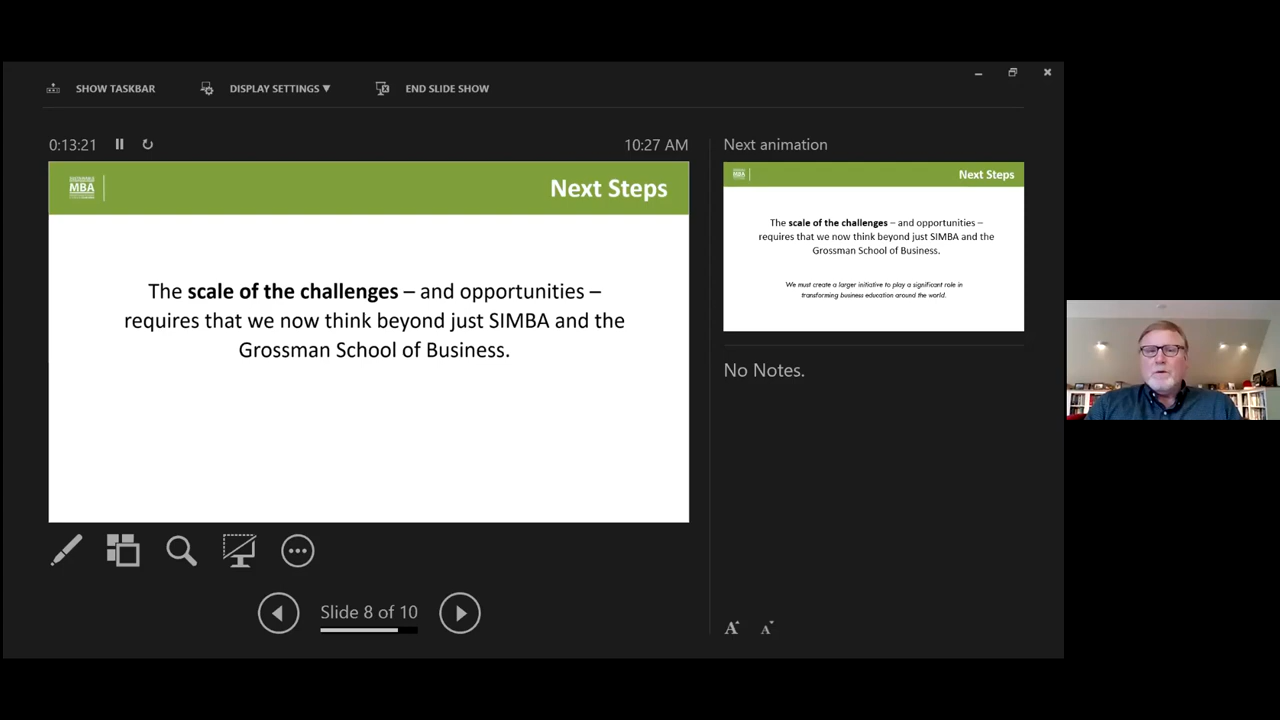 SHOW TASKBAR
DISPLAY SETTINGS ▼
END SLIDE SHOW
0:13:21
10:27 AM
MBA
Next Steps
The scale of the challenges – and opportunities –
requires that we now think beyond just SIMBA and the
Grossman School of Business.
Slide 8 of 10
Next animation
MBA
Next Steps
The scale of the challenges – and opportunities –
requires that we now think beyond just SIMBA and the
Grossman School of Business.
We must create a larger initiative to play a significant role in
transforming business education around the world.
No Notes.
A
A